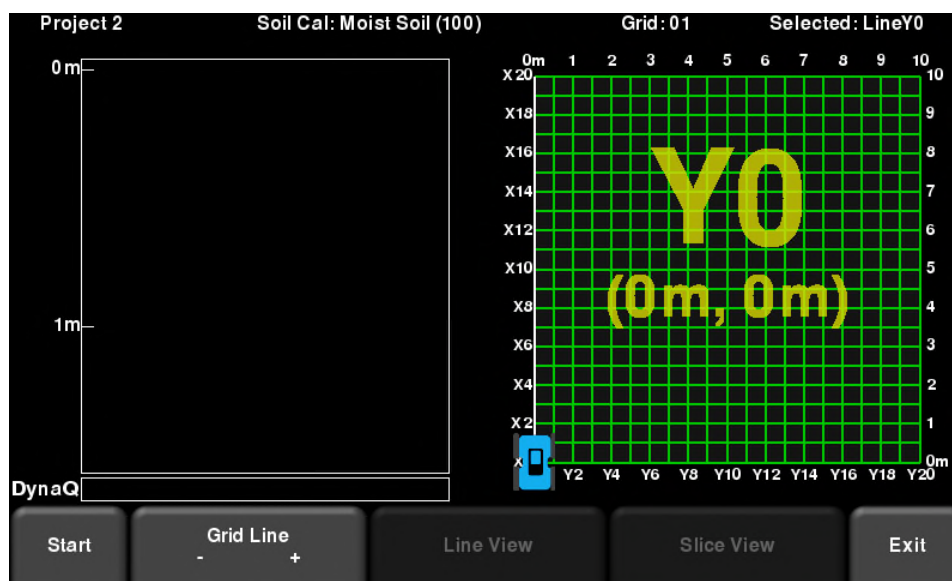 Project 2 Soil Cal: Moist Soil (100) Grid: 01 Selected: LineY0
0m
1m
DynaQ
0m 1 2 3 4 5 6 7 8 9 10
X20 10
X18 9
X16 8
X14 7
X12 6
X10 5
X8 4
X6 3
X4 2
X2 1
X 0m
Y2 Y4 Y6 Y8 Y10 Y12 Y14 Y16 Y18 Y20
Y0
(0m, 0m)
Start Grid Line - + Line View Slice View Exit